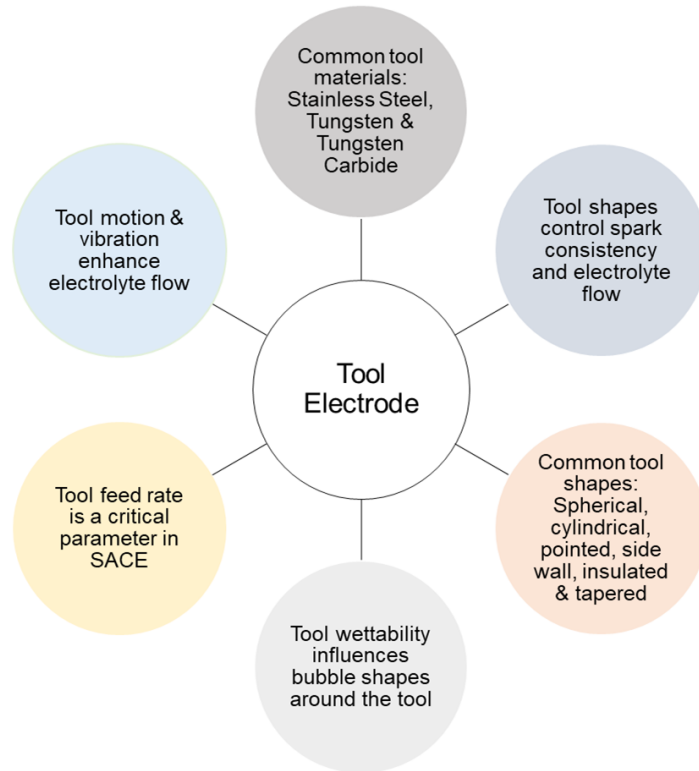 Common tool
materials:
Stainless Steel,
Tungsten &
Tungsten
Carbide
Tool shapes
control spark
consistency
and electrolyte
flow
Common tool
shapes:
Spherical,
cylindrical,
pointed, side
wall, insulated
& tapered
Tool wettability
influences
bubble shapes
around the tool
Tool feed rate
is a critical
parameter in
SACE
Tool motion &
vibration
enhance
electrolyte flow
Tool
Electrode